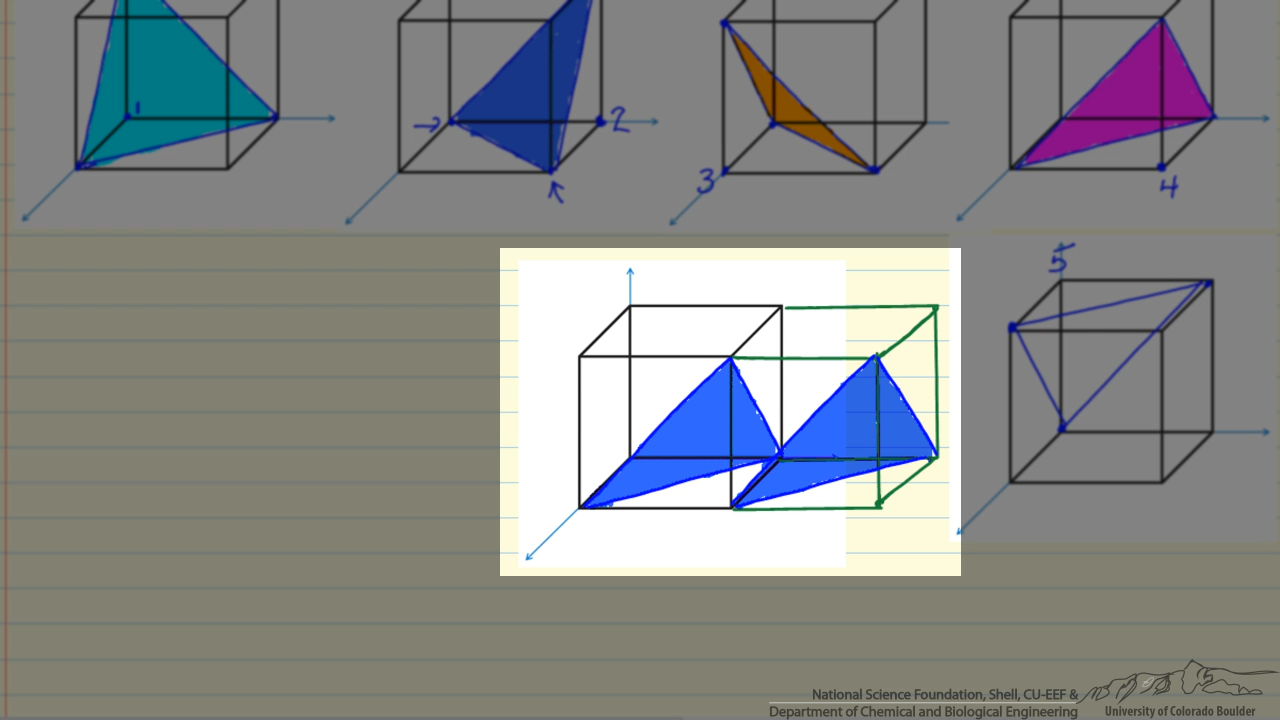 1
2
3
4
5
National Science Foundation, Shell, CU-EEF &
Department of Chemical and Biological Engineering
University of Colorado Boulder